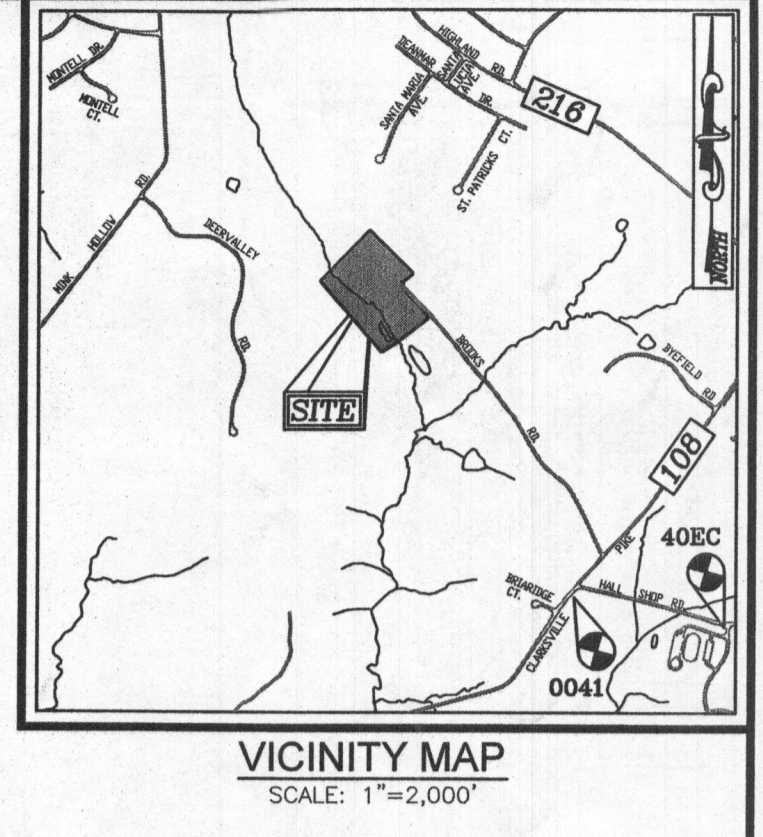 MONTELL DR.
MONTELL
CT.
HIGHLAND
RD.
DEANMAR
DR.
SANTA
LUCIA
AVE.
SANTA MARIA
AVE.
216
ST. PATRICKS CT.
NORTH
MINK HOLLOW RD.
DEERVALLEY
RD.
SITE
BROOKS
RD.
BYEFIELD RD
108
40EC
PIKE
CLARKSVILLE
BRIARIDGE
CT.
HALL SHOP RD.
0041
0
VICINITY MAP
SCALE: 1"=2,000'